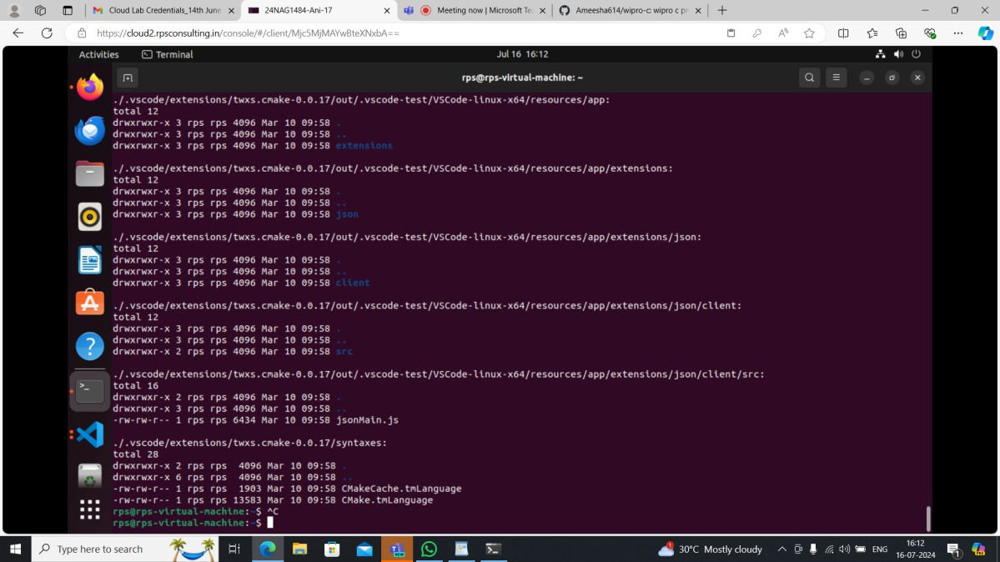 Cloud Lab Credentials_14th June
24NAG1484-Ani-17
Meeting now | Microsoft Te
Ameesha614/wipro-c: wipro c pr
https://cloud2.rpsconsulting.in/console/#/client/Mjc5MjMAYwBteXNxbA==
Activities
Terminal
Jul 16 16:12
rps@rps-virtual-machine: ~
./.vscode/extensions/twxs.cmake-0.0.17/out/.vscode-test/VSCode-linux-x64/resources/app:
total 12
drwxrwxr-x 3 rps rps 4096 Mar 10 09:58 .
drwxrwxr-x 3 rps rps 4096 Mar 10 09:58 ..
drwxrwxr-x 3 rps rps 4096 Mar 10 09:58 extensions
./.vscode/extensions/twxs.cmake-0.0.17/out/.vscode-test/VSCode-linux-x64/resources/app/extensions:
total 12
drwxrwxr-x 3 rps rps 4096 Mar 10 09:58 .
drwxrwxr-x 3 rps rps 4096 Mar 10 09:58 ..
drwxrwxr-x 3 rps rps 4096 Mar 10 09:58 json
./.vscode/extensions/twxs.cmake-0.0.17/out/.vscode-test/VSCode-linux-x64/resources/app/extensions/json:
total 12
drwxrwxr-x 3 rps rps 4096 Mar 10 09:58 .
drwxrwxr-x 3 rps rps 4096 Mar 10 09:58 ..
drwxrwxr-x 3 rps rps 4096 Mar 10 09:58 client
./.vscode/extensions/twxs.cmake-0.0.17/out/.vscode-test/VSCode-linux-x64/resources/app/extensions/json/client:
total 12
drwxrwxr-x 3 rps rps 4096 Mar 10 09:58 .
drwxrwxr-x 3 rps rps 4096 Mar 10 09:58 ..
drwxrwxr-x 2 rps rps 4096 Mar 10 09:58 src
./.vscode/extensions/twxs.cmake-0.0.17/out/.vscode-test/VSCode-linux-x64/resources/app/extensions/json/client/src:
total 16
drwxrwxr-x 2 rps rps 4096 Mar 10 09:58 .
drwxrwxr-x 3 rps rps 4096 Mar 10 09:58 ..
-rw-rw-r-- 1 rps rps 6434 Mar 10 09:58 jsonMain.js
./.vscode/extensions/twxs.cmake-0.0.17/syntaxes:
total 28
drwxrwxr-x 2 rps rps  4096 Mar 10 09:58 .
drwxrwxr-x 6 rps rps  4096 Mar 10 09:58 ..
-rw-rw-r-- 1 rps rps  1903 Mar 10 09:58 CMakeCache.tmLanguage
-rw-rw-r-- 1 rps rps 13583 Mar 10 09:58 CMake.tmLanguage
rps@rps-virtual-machine:~$ ^C
rps@rps-virtual-machine:~$
Type here to search
30°C Mostly cloudy
ENG
16:12
16-07-2024